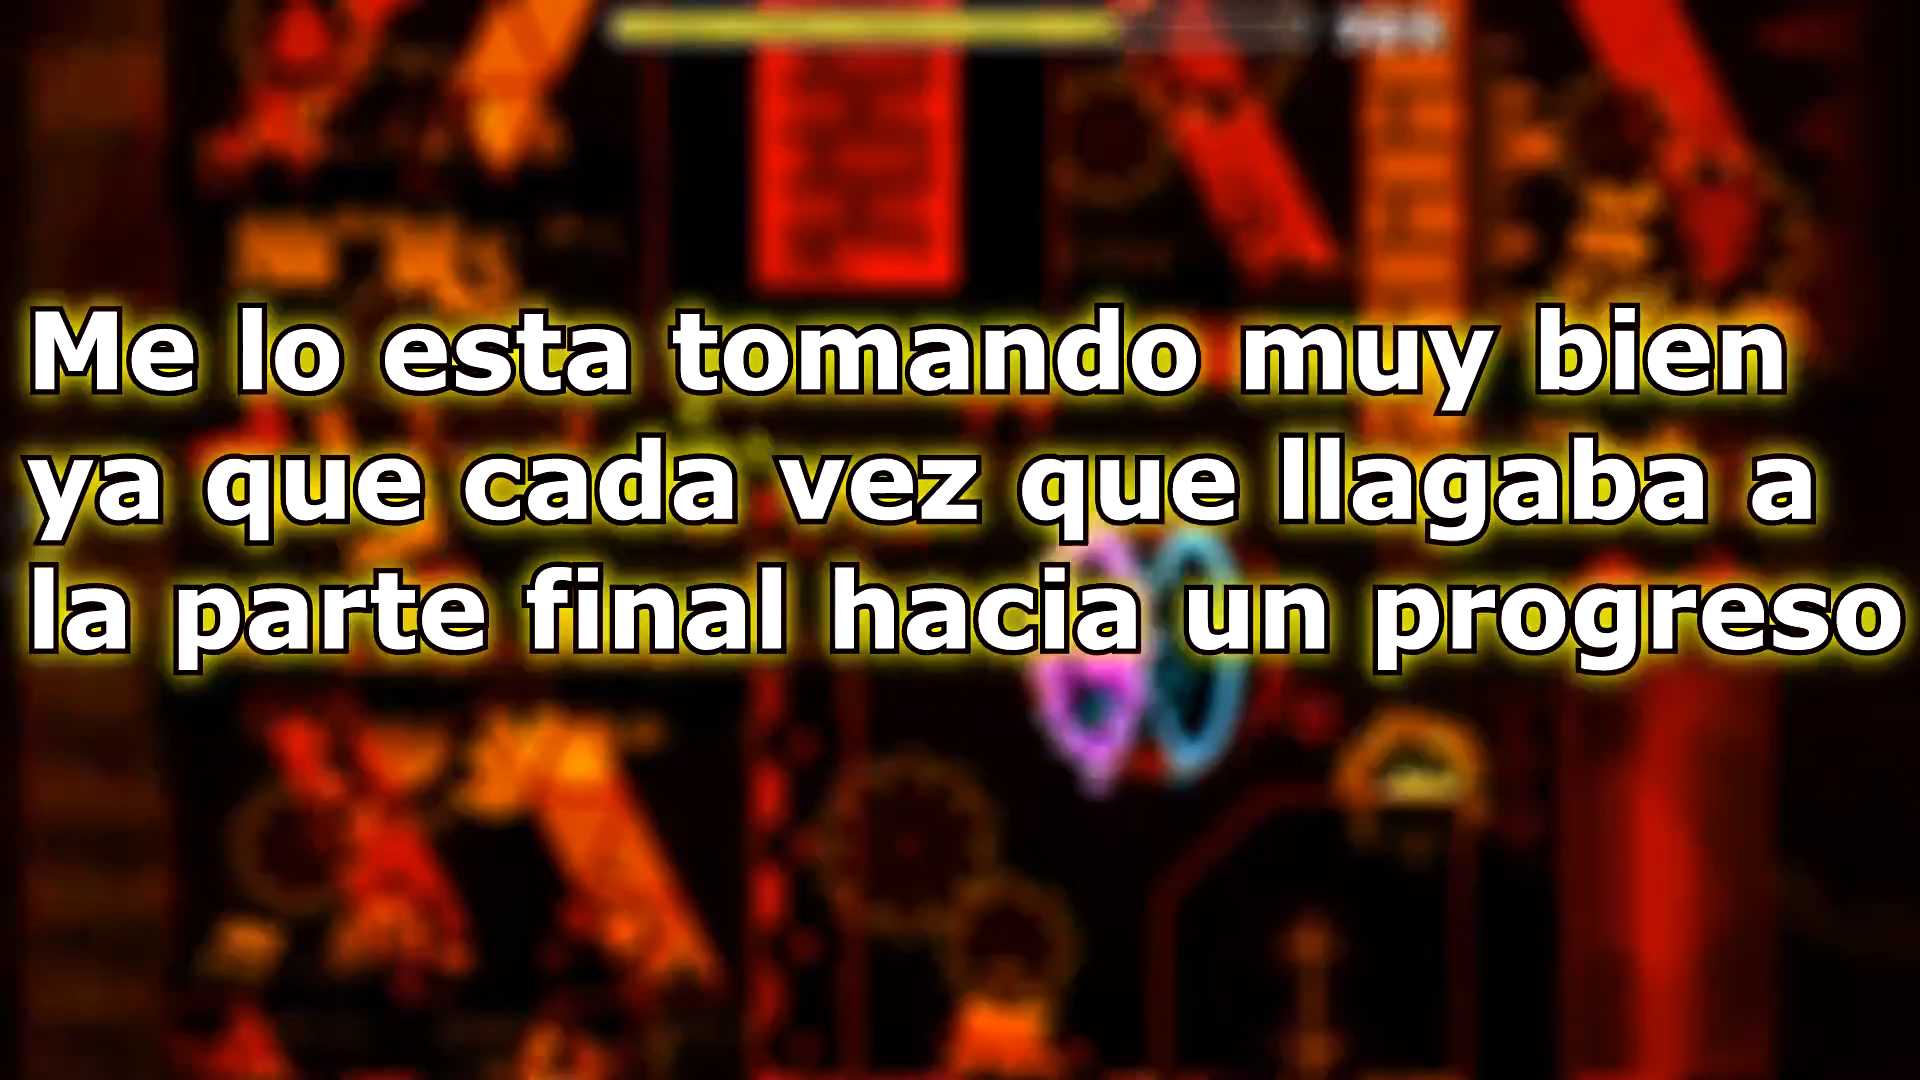 Me lo esta tomando muy bien
ya que cada vez que llagaba a
la parte final hacia un progreso